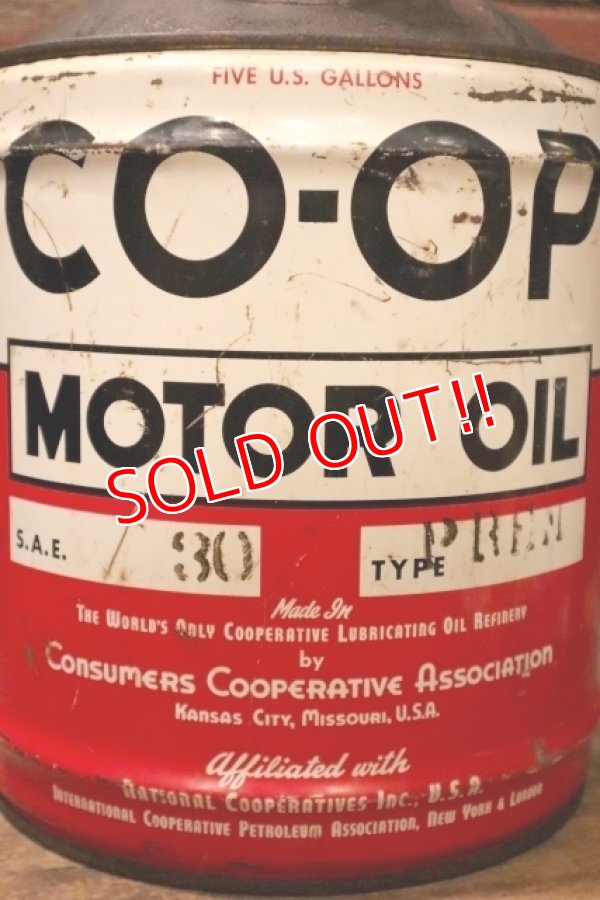 FIVE U.S. GALLONS
CO-OP
MOTOR OIL
SOLD OUT!!
S.A.E. 30 TYPE PREM
Made In
THE WORLD'S ONLY COOPERATIVE LUBRICATING OIL REFINERY
by
CONSUMERS COOPERATIVE ASSOCIATION
KANSAS CITY, MISSOURI, U.S.A.
Affiliated with
NATIONAL COOPERATIVES INC., U.S.A.
INTERNATIONAL COOPERATIVE PETROLEUM ASSOCIATION, NEW YORK & LONDON